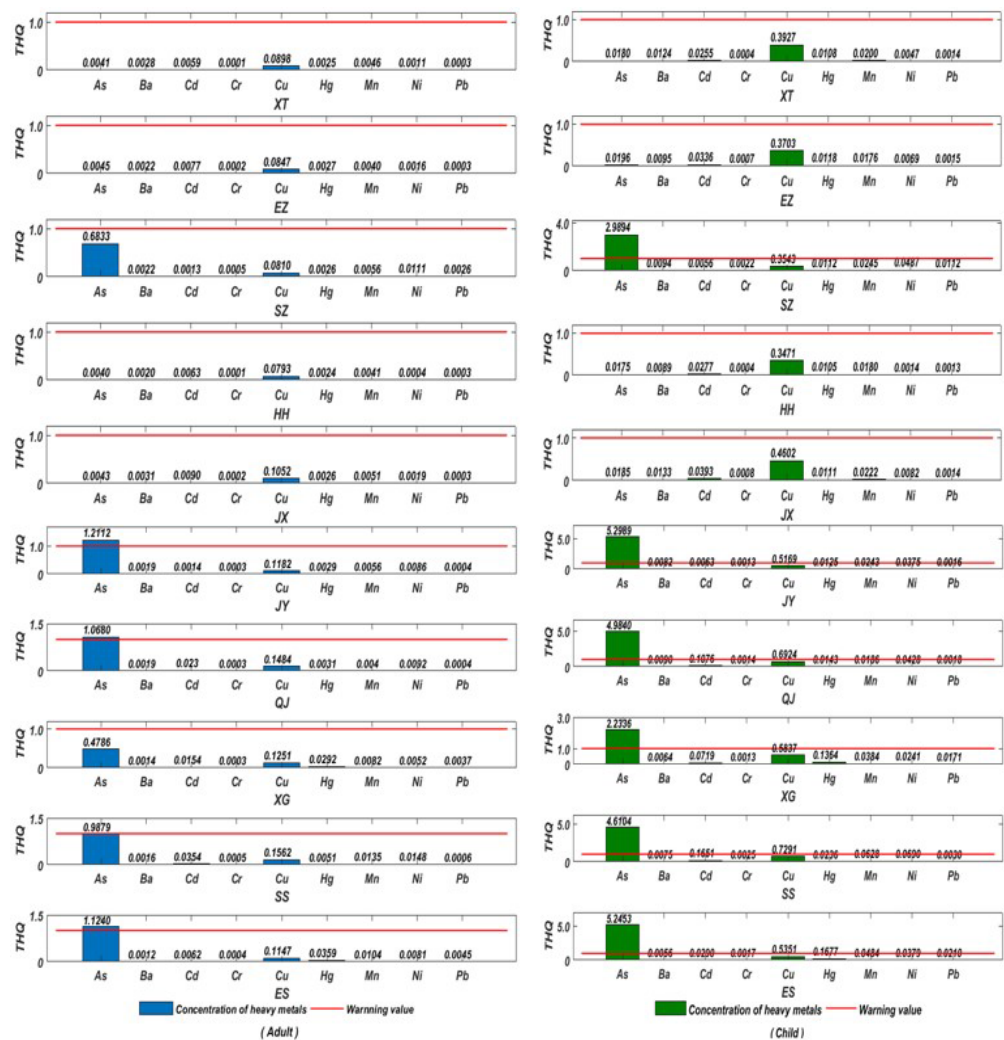 THQ 1.0 0
0.0041 0.0028 0.0059 0.0001 0.0898 0.0025 0.0046 0.0011 0.0003
As Ba Cd Cr Cu Hg Mn Ni Pb
XT
THQ 1.0 0
0.0045 0.0022 0.0077 0.0002 0.0847 0.0027 0.0040 0.0016 0.0003
As Ba Cd Cr Cu Hg Mn Ni Pb
EZ
THQ 1.0 0
0.6833 0.0022 0.0013 0.0005 0.0810 0.0026 0.0056 0.0111 0.0026
As Ba Cd Cr Cu Hg Mn Ni Pb
SZ
THQ 1.0 0
0.0040 0.0020 0.0063 0.0001 0.0793 0.0024 0.0041 0.0004 0.0003
As Ba Cd Cr Cu Hg Mn Ni Pb
HH
THQ 1.0 0
0.0043 0.0031 0.0090 0.0002 0.1052 0.0026 0.0051 0.0019 0.0003
As Ba Cd Cr Cu Hg Mn Ni Pb
JX
THQ 1.0 0
1.2112 0.0019 0.0014 0.0003 0.1182 0.0029 0.0056 0.0086 0.0004
As Ba Cd Cr Cu Hg Mn Ni Pb
JY
THQ 1.5 0
1.0680 0.0019 0.023 0.0003 0.1484 0.0031 0.004 0.0092 0.0004
As Ba Cd Cr Cu Hg Mn Ni Pb
QJ
THQ 1.0 0
0.4786 0.0014 0.0154 0.0003 0.1251 0.0292 0.0082 0.0052 0.0037
As Ba Cd Cr Cu Hg Mn Ni Pb
XG
THQ 1.5 0
0.9879 0.0016 0.0354 0.0005 0.1562 0.0051 0.0135 0.0148 0.0006
As Ba Cd Cr Cu Hg Mn Ni Pb
SS
THQ 1.5 0
1.1240 0.0012 0.0062 0.0004 0.1147 0.0359 0.0104 0.0081 0.0045
As Ba Cd Cr Cu Hg Mn Ni Pb
ES
Concentration of heavy metals Warnning value
( Adult )
THQ 1.0 0
0.0180 0.0124 0.0255 0.0004 0.3927 0.0108 0.0200 0.0047 0.0014
As Ba Cd Cr Cu Hg Mn Ni Pb
XT
THQ 1.0 0
0.0196 0.0095 0.0336 0.0007 0.3703 0.0118 0.0176 0.0069 0.0015
As Ba Cd Cr Cu Hg Mn Ni Pb
EZ
THQ 4.0 0
2.9894 0.0094 0.0056 0.0022 0.3543 0.0112 0.0245 0.0487 0.0112
As Ba Cd Cr Cu Hg Mn Ni Pb
SZ
THQ 1.0 0
0.0175 0.0089 0.0277 0.0004 0.3471 0.0105 0.0180 0.0014 0.0013
As Ba Cd Cr Cu Hg Mn Ni Pb
HH
THQ 1.0 0
0.0185 0.0133 0.0393 0.0008 0.4602 0.0111 0.0222 0.0082 0.0014
As Ba Cd Cr Cu Hg Mn Ni Pb
JX
THQ 5.0 0
5.2989 0.0082 0.0063 0.0013 0.5169 0.0125 0.0243 0.0375 0.0016
As Ba Cd Cr Cu Hg Mn Ni Pb
JY
THQ 5.0 0
4.9840 0.1076 0.0014 0.6924 0.0143 0.0186 0.0428 0.0018
As Ba Cd Cr Cu Hg Mn Ni Pb
QJ
THQ 3.0 1.0 0
2.2336 0.0064 0.0719 0.0013 0.5837 0.1364 0.0384 0.0241 0.0171
As Ba Cd Cr Cu Hg Mn Ni Pb
XG
THQ 5.0 0
4.6104 0.0075 0.1651 0.0025 0.7291 0.0236 0.0628 0.0690 0.0030
As Ba Cd Cr Cu Hg Mn Ni Pb
SS
THQ 5.0 0
5.2453 0.0056 0.0017 0.5351 0.1677 0.0484 0.0379 0.0210
As Ba Cd Cr Cu Hg Mn Ni Pb
ES
Concentration of heavy metals Warning value
( Child )